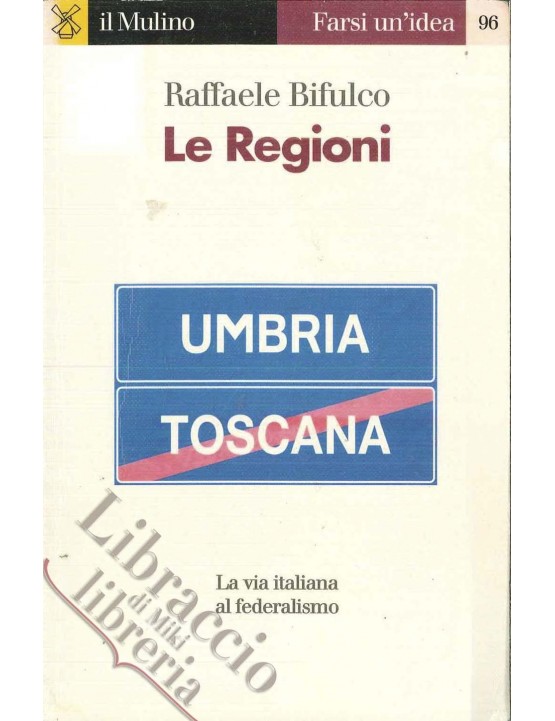 il Mulino
Farsi un'idea
96
Raffaele Bifulco
Le Regioni
UMBRIA
TOSCANA
La via italiana
al federalismo
Libraccio
di Miki
libreria